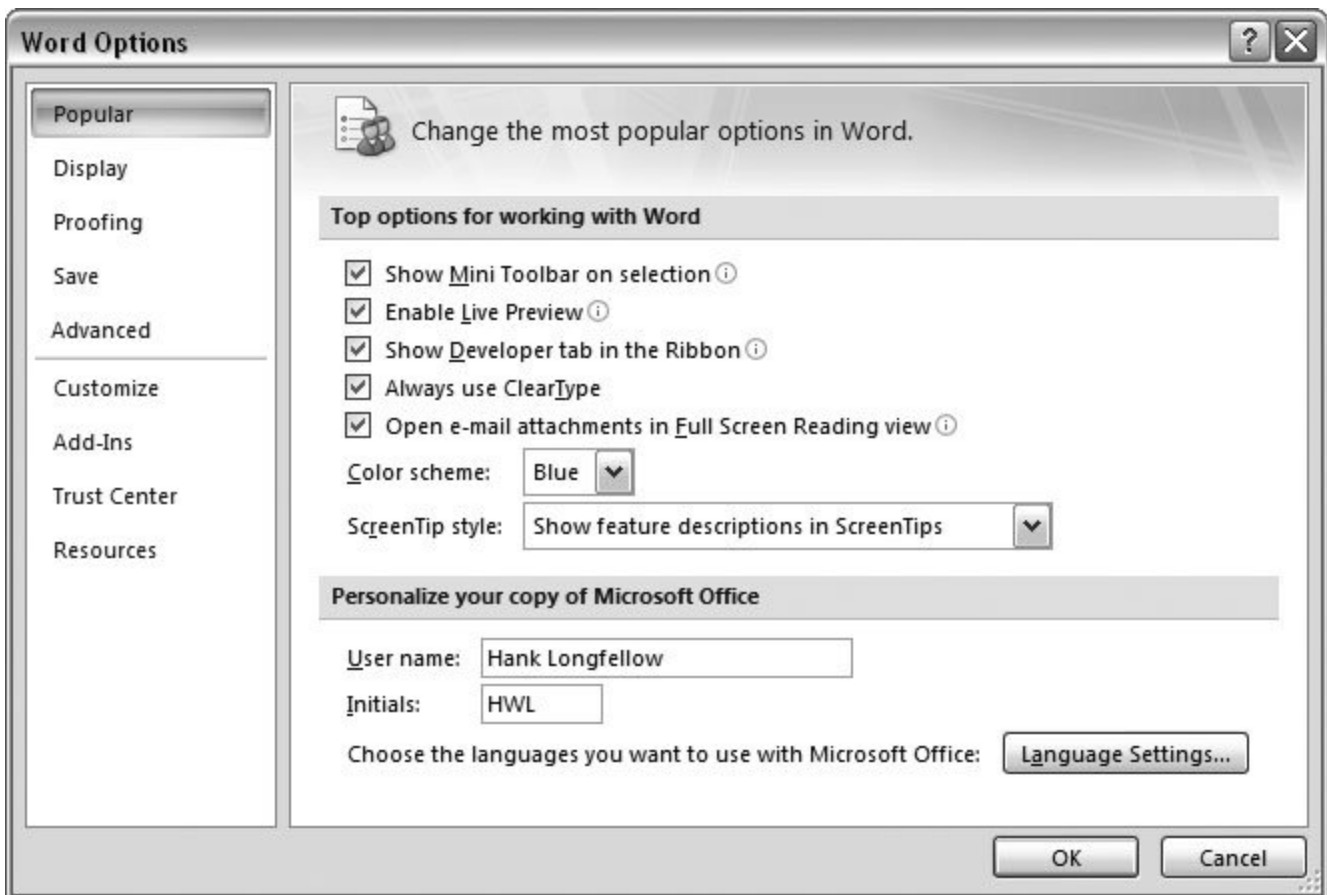 Word Options
Popular
Display
Proofing
Save
Advanced
Customize
Add-Ins
Trust Center
Resources
Change the most popular options in Word.
Top options for working with Word
Show Mini Toolbar on selection
Enable Live Preview
Show Developer tab in the Ribbon
Always use ClearType
Open e-mail attachments in Full Screen Reading view
Color scheme: Blue
ScreenTip style: Show feature descriptions in ScreenTips
Personalize your copy of Microsoft Office
User name: Hank Longfellow
Initials: HWL
Choose the languages you want to use with Microsoft Office: Language Settings...
OK Cancel